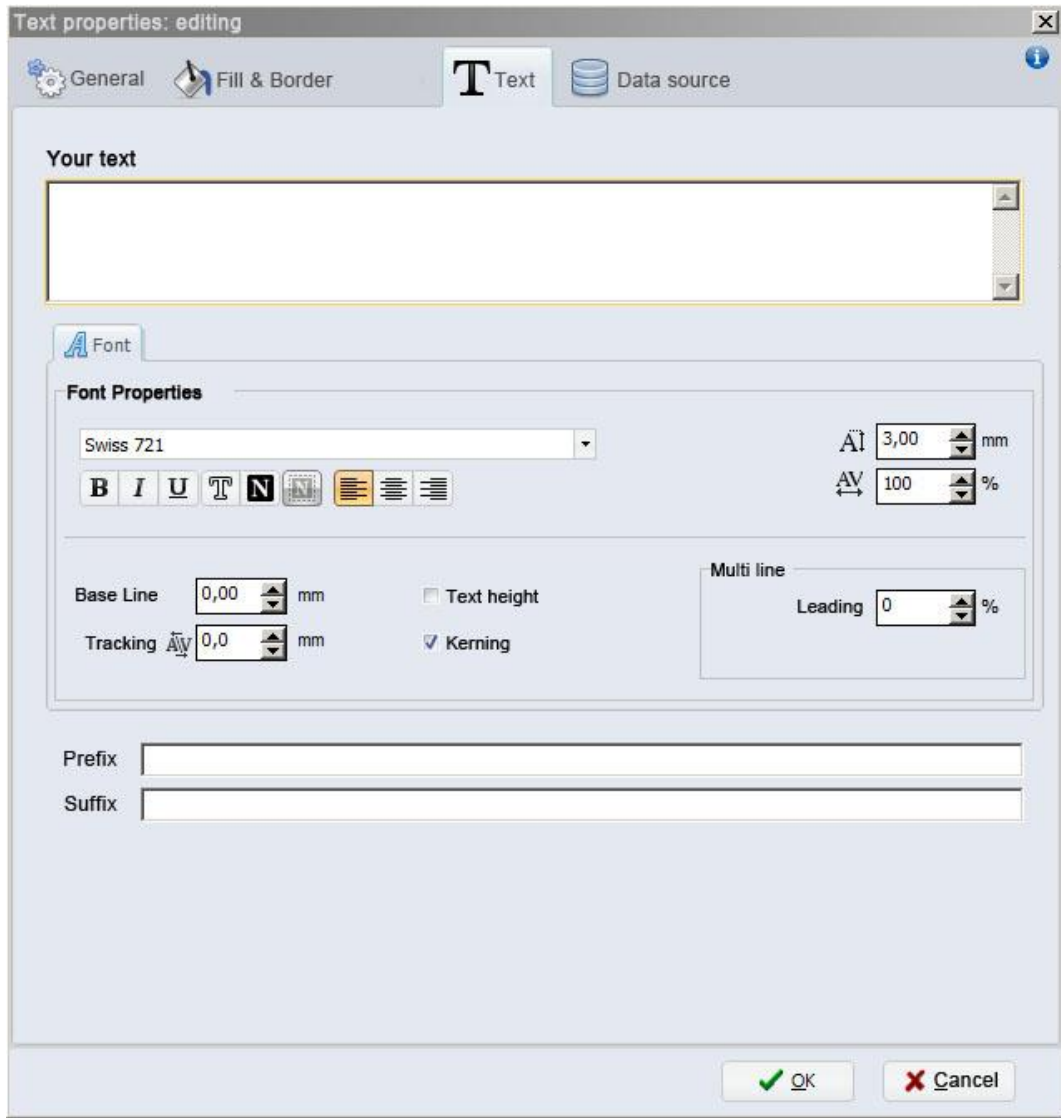 Text properties: editing
General Fill & Border Text Data source
Your text
Font
Font Properties
Swiss 721
3,00 mm
B I U T N N
100 %
Multi line
Base Line 0,00 mm Text height
Leading 0 %
Tracking 0,0 mm Kerning
Prefix
Suffix
OK Cancel